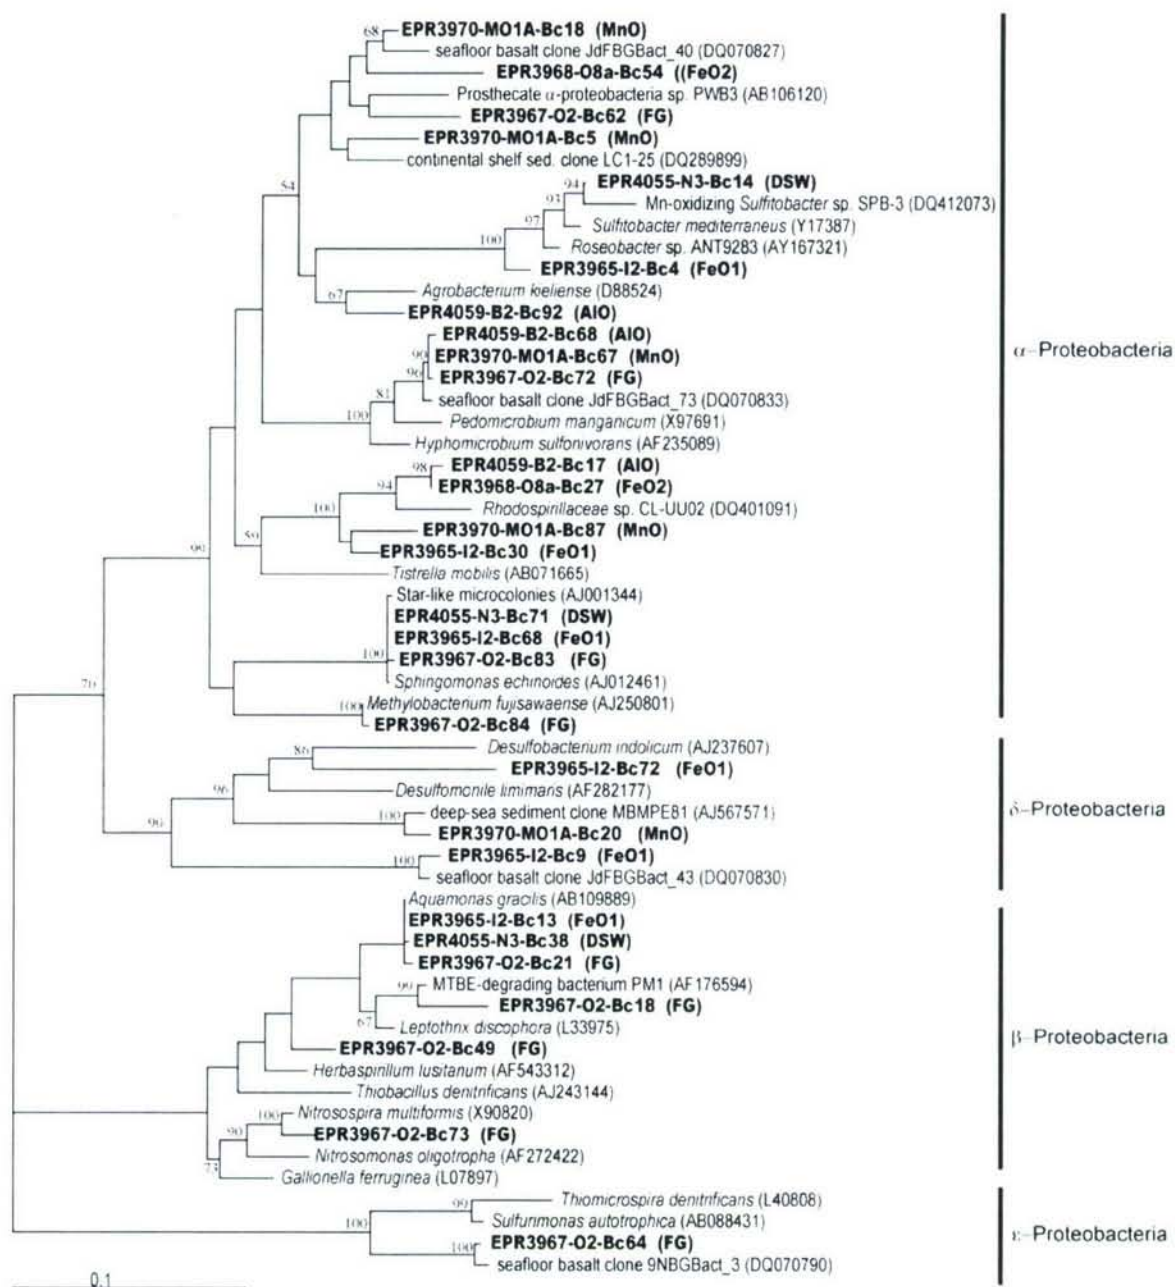 68
EPR3970-MO1A-Bc18 (MnO)
seafloor basalt clone JdFBGBact_40 (DQ070827)
EPR3968-O8a-Bc54 ((FeO2)
Prosthecate α-proteobacteria sp. PWB3 (AB106120)
EPR3967-O2-Bc62 (FG)
EPR3970-MO1A-Bc5 (MnO)
continental shelf sed. clone LC1-25 (DQ289899)
54
94
EPR4055-N3-Bc14 (DSW)
93
Mn-oxidizing Sulfitobacter sp. SPB-3 (DQ412073)
97
Sulfitobacter mediterraneus (Y17387)
100
Roseobacter sp. ANT9283 (AY167321)
EPR3965-I2-Bc4 (FeO1)
Agrobacterium kieliense (D88524)
67
EPR4059-B2-Bc92 (AlO)
EPR4059-B2-Bc68 (AlO)
90
EPR3970-MO1A-Bc67 (MnO)
96
EPR3967-O2-Bc72 (FG)
81
seafloor basalt clone JdFBGBact_73 (DQ070833)
100
Pedomicrobium manganicum (X97691)
Hyphomicrobium sulfonivorans (AF235089)
98
EPR4059-B2-Bc17 (AlO)
94
EPR3968-O8a-Bc27 (FeO2)
100
Rhodospirillaceae sp. CL-UU02 (DQ401091)
EPR3970-MO1A-Bc87 (MnO)
59
EPR3965-I2-Bc30 (FeO1)
99
Tistrella mobilis (AB071665)
Star-like microcolonies (AJ001344)
EPR4055-N3-Bc71 (DSW)
EPR3965-I2-Bc68 (FeO1)
100
EPR3967-O2-Bc83 (FG)
Sphingomonas echinoides (AJ012461)
70
100
Methylobacterium fujisawaense (AJ250801)
EPR3967-O2-Bc84 (FG)
α-Proteobacteria
86
Desulfobacterium indolicum (AJ237607)
EPR3965-I2-Bc72 (FeO1)
96
Desulfomonile limimaris (AF282177)
100
deep-sea sediment clone MBMPE81 (AJ567571)
90
EPR3970-MO1A-Bc20 (MnO)
100
EPR3965-I2-Bc9 (FeO1)
seafloor basalt clone JdFBGBact_43 (DQ070830)
δ-Proteobacteria
Aquamonas gracilis (AB109889)
EPR3965-I2-Bc13 (FeO1)
EPR4055-N3-Bc38 (DSW)
EPR3967-O2-Bc21 (FG)
99
MTBE-degrading bacterium PM1 (AF176594)
EPR3967-O2-Bc18 (FG)
67
Leptothrix discophora (L33975)
EPR3967-O2-Bc49 (FG)
Herbaspirillum lusitanum (AF543312)
Thiobacillus denitrificans (AJ243144)
100
Nitrosospira multiformis (X90820)
90
EPR3967-O2-Bc73 (FG)
73
Nitrosomonas oligotropha (AF272422)
Gallionella ferruginea (L07897)
β-Proteobacteria
99
Thiomicrospira denitrificans (L40808)
100
Sulfurimonas autotrophica (AB088431)
100
EPR3967-O2-Bc64 (FG)
seafloor basalt clone 9NBGBact_3 (DQ070790)
ε-Proteobacteria
0.1